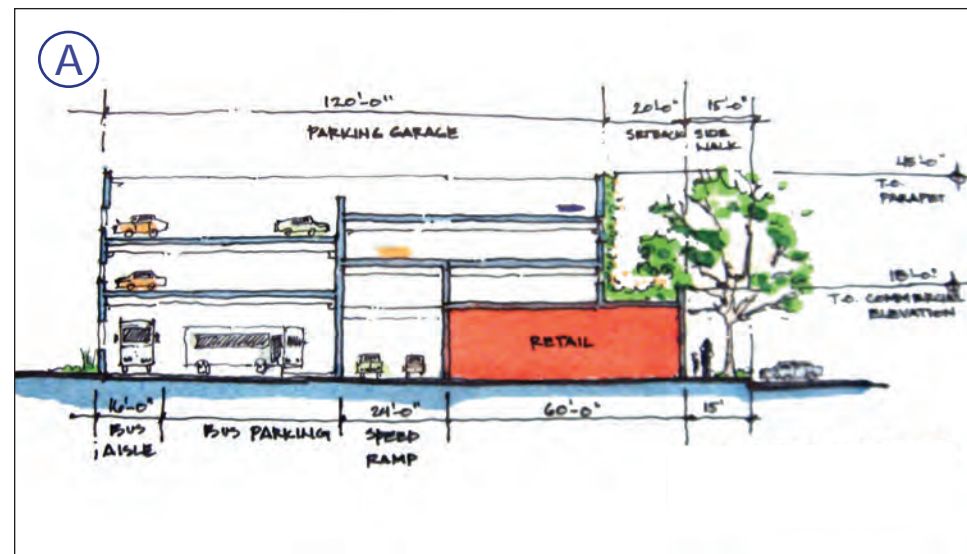 A
120'-0"
20'-0"
15'-0"
PARKING GARAGE
SETBACK
SIDE
WALK
45'-0"
T.O.
PARAPET
18'-0"
T.O. COMMERCIAL
ELEVATION
RETAIL
16'-0"
24'-0"
60'-0"
15'
BUS
AISLE
BUS PARKING
SPEED
RAMP